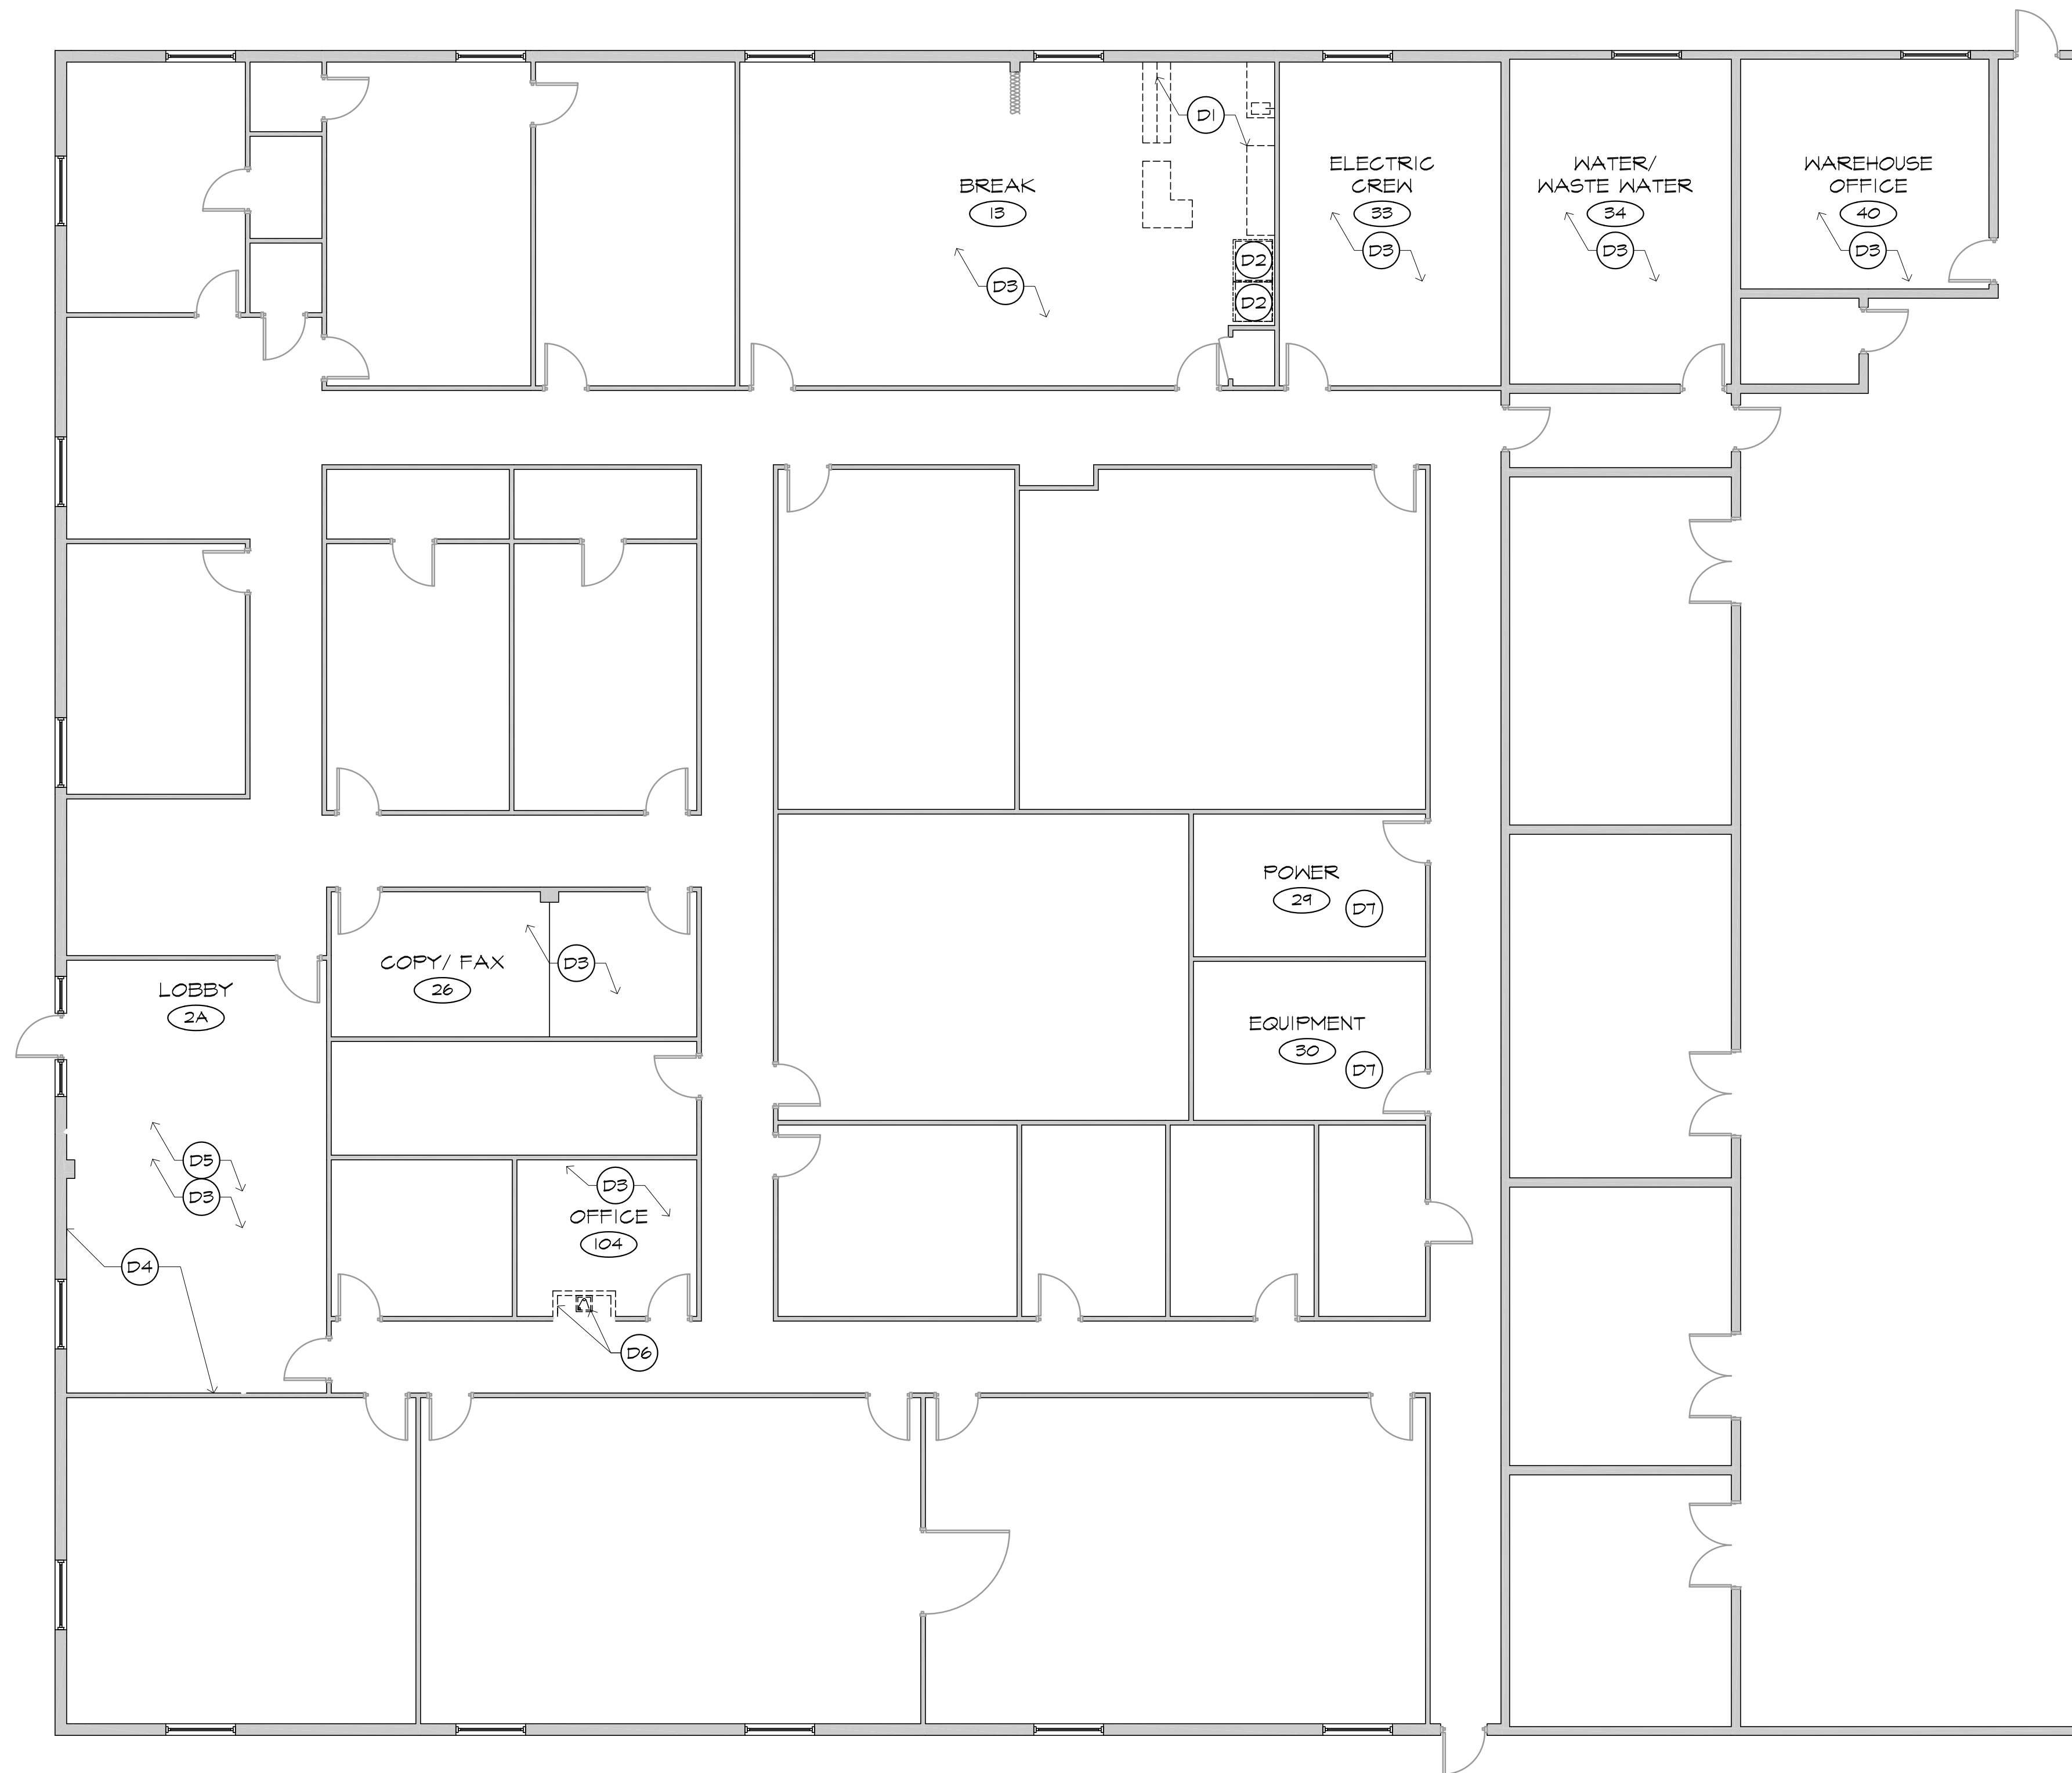 D1
ELECTRIC
CREW
33
D3
WATER/
WASTE WATER
34
D3
WAREHOUSE
OFFICE
40
D3
BREAK
13
D3
D2
D2
POWER
29
D7
COPY/ FAX
26
D3
LOBBY
2A
EQUIPMENT
30
D7
D5
D3
D3
OFFICE
104
D4
D6